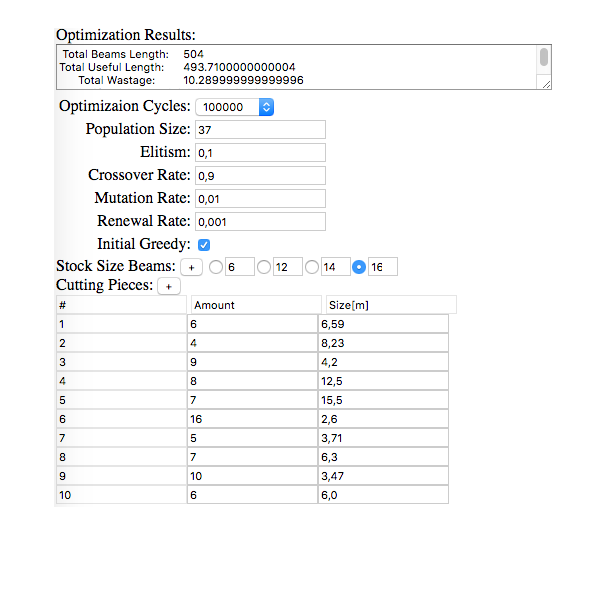 Optimization Results:
Total Beams Length: 504
Total Useful Length: 493.7100000000004
Total Wastage: 10.289999999999996
Optimizaion Cycles: 100000
Population Size: 37
Elitism: 0,1
Crossover Rate: 0,9
Mutation Rate: 0,01
Renewal Rate: 0,001
Initial Greedy:
Stock Size Beams: + 6 12 14 16
Cutting Pieces: +
# Amount Size[m]
1 6 6,59
2 4 8,23
3 9 4,2
4 8 12,5
5 7 15,5
6 16 2,6
7 5 3,71
8 7 6,3
9 10 3,47
10 6 6,0